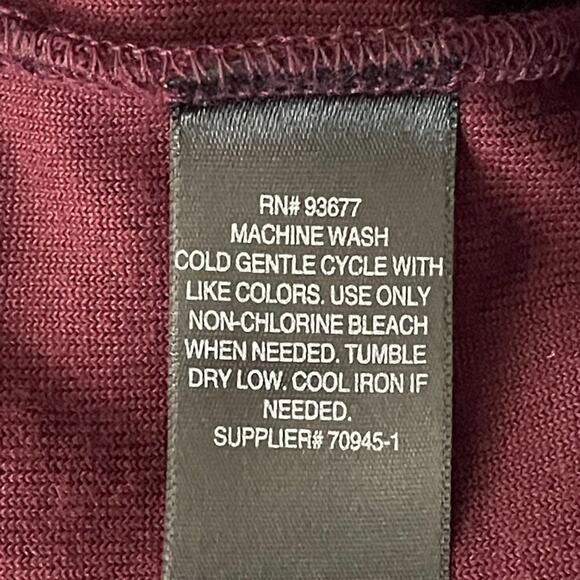 RN# 93677
MACHINE WASH
COLD GENTLE CYCLE WITH
LIKE COLORS. USE ONLY
NON-CHLORINE BLEACH
WHEN NEEDED. TUMBLE
DRY LOW. COOL IRON IF
NEEDED.
SUPPLIER# 70945-1